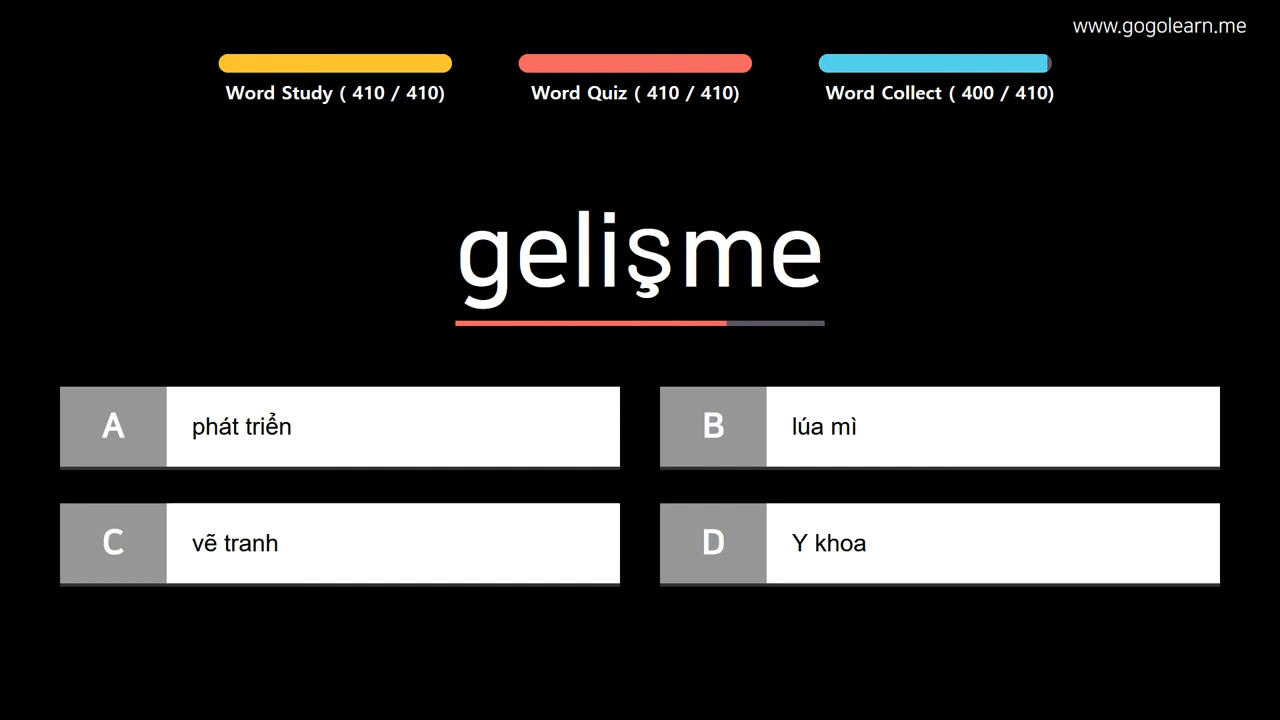 www.gogolearn.me
Word Study ( 410 / 410)
Word Quiz ( 410 / 410)
Word Collect ( 400 / 410)
gelişme
A phát triển
B lúa mì
C vẽ tranh
D Y khoa